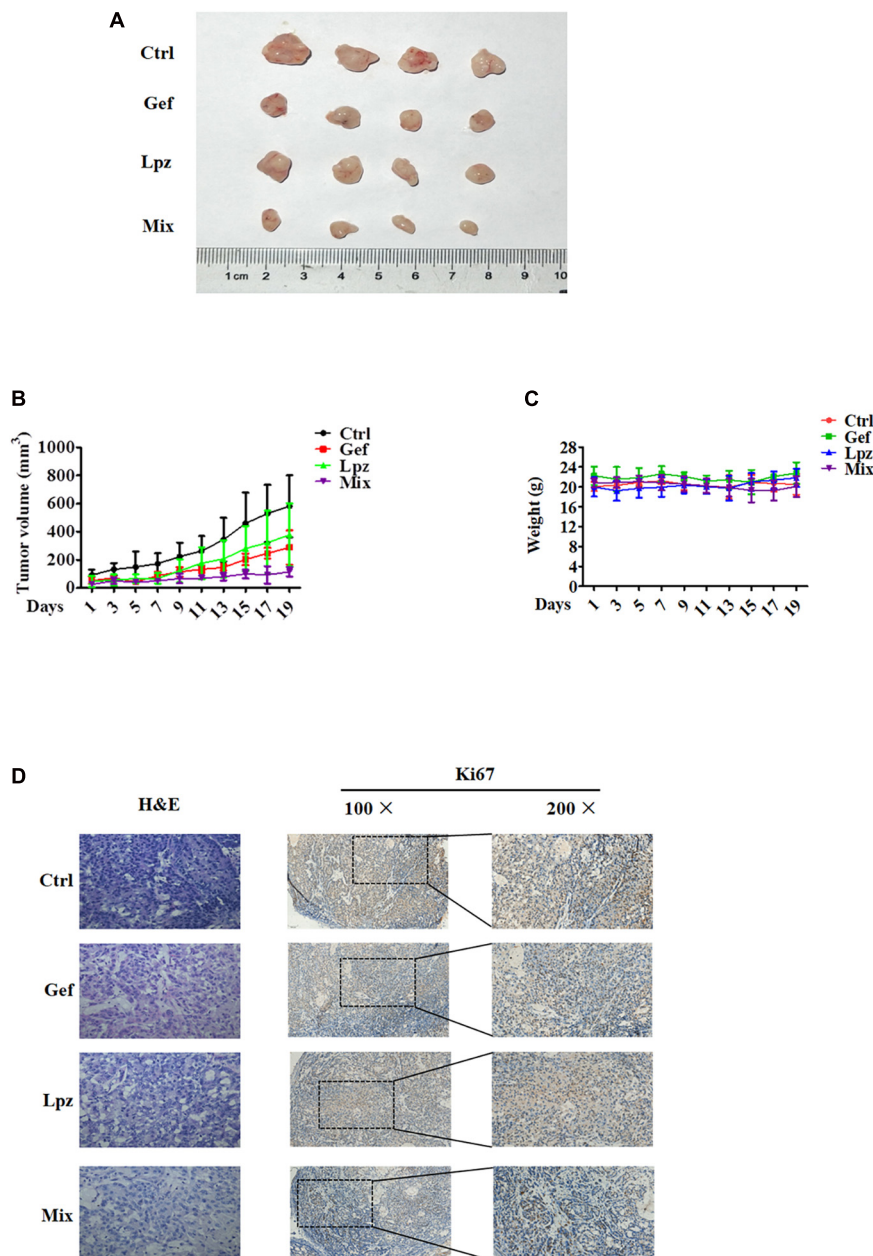 A
Ctrl
Gef
Lpz
Mix
1 cm 2 3 4 5 6 7 8 9 10
B
Tumor volume (mm³)
1000
800
600
400
200
0
Days 1 3 5 7 9 11 13 15 17 19
Ctrl
Gef
Lpz
Mix
C
Weight (g)
28
24
20
16
12
8
4
0
Days 1 3 5 7 9 11 13 15 17 19
Ctrl
Gef
Lpz
Mix
D
Ki67
H&E 100 × 200 ×
Ctrl
Gef
Lpz
Mix